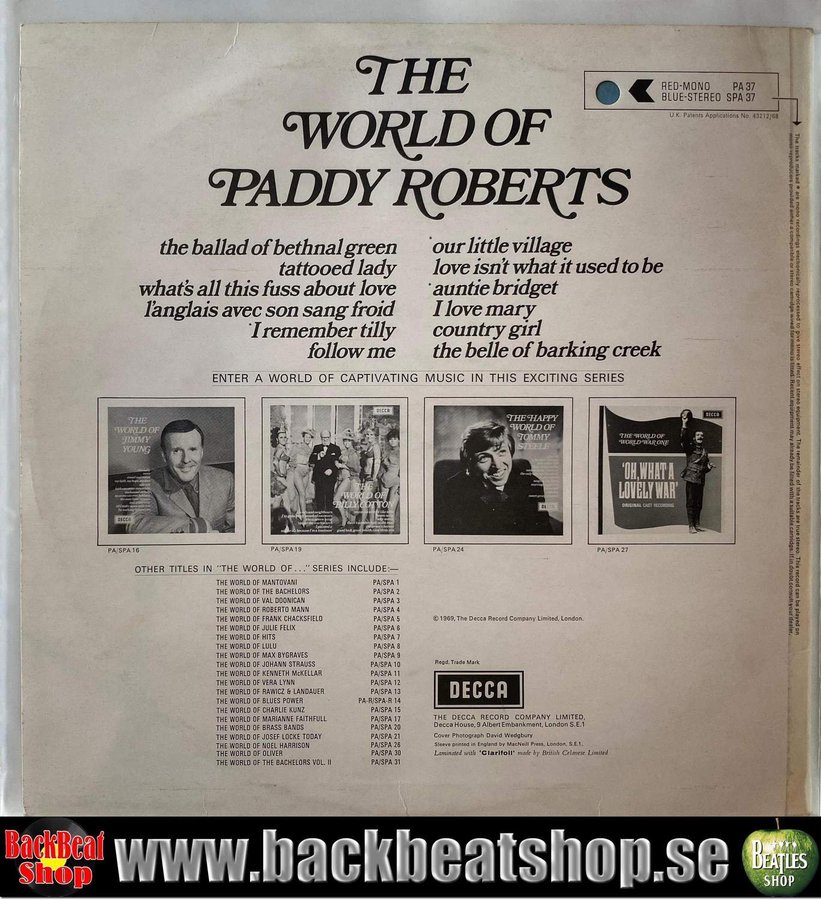 THE
WORLD OF
PADDY ROBERTS
RED-MONO PA 37
BLUE-STEREO SPA 37
U.K. Patents Applications No. 43212/68
the ballad of bethnal green
tattooed lady
what's all this fuss about love
l'anglais avec son sang froid
*I remember tilly
follow me
*our little village
love isn't what it used to be
*auntie bridget
I love mary
country girl
the belle of barking creek
ENTER A WORLD OF CAPTIVATING MUSIC IN THIS EXCITING SERIES
THE
WORLD OF
JIMMY
YOUNG
DECCA
PA/SPA 16
DECCA
THE
WORLD OF
BILLY COTTON
PA/SPA 19
THE HAPPY
WORLD OF
TOMMY
STEELE
PA/SPA 24
DECCA
THE WORLD OF
WORLD WAR ONE
'OH, WHAT A
LOVELY WAR'
ORIGINAL CAST RECORDING
PA/SPA 27
OTHER TITLES IN "THE WORLD OF..." SERIES INCLUDE:—
THE WORLD OF MANTOVANI PA/SPA 1
THE WORLD OF THE BACHELORS PA/SPA 2
THE WORLD OF VAL DOONICAN PA/SPA 3
THE WORLD OF ROBERTO MANN PA/SPA 4
THE WORLD OF FRANK CHACKSFIELD PA/SPA 5
THE WORLD OF JULIE FELIX PA/SPA 6
THE WORLD OF HITS PA/SPA 7
THE WORLD OF LULU PA/SPA 8
THE WORLD OF MAX BYGRAVES PA/SPA 9
THE WORLD OF JOHANN STRAUSS PA/SPA 10
THE WORLD OF KENNETH McKELLAR PA/SPA 11
THE WORLD OF VERA LYNN PA/SPA 12
THE WORLD OF RAWICZ & LANDAUER PA/SPA 13
THE WORLD OF BLUES POWER PA-R/SPA-R 14
THE WORLD OF CHARLIE KUNZ PA/SPA 15
THE WORLD OF MARIANNE FAITHFULL PA/SPA 17
THE WORLD OF BRASS BANDS PA/SPA 20
THE WORLD OF JOSEF LOCKE TODAY PA/SPA 21
THE WORLD OF NOEL HARRISON PA/SPA 26
THE WORLD OF OLIVER PA/SPA 30
THE WORLD OF THE BACHELORS VOL. II PA/SPA 31
© 1969, The Decca Record Company Limited, London.
Regd. Trade Mark
DECCA
THE DECCA RECORD COMPANY LIMITED,
Decca House, 9 Albert Embankment, London S.E.1
Cover Photograph David Wedgbury
Sleeve printed in England by MacNeill Press, London, S.E.1.
Laminated with 'Clarifoil' made by British Celanese Limited
BackBeat
Shop
www.backbeatshop.se
BEATLES
SHOP